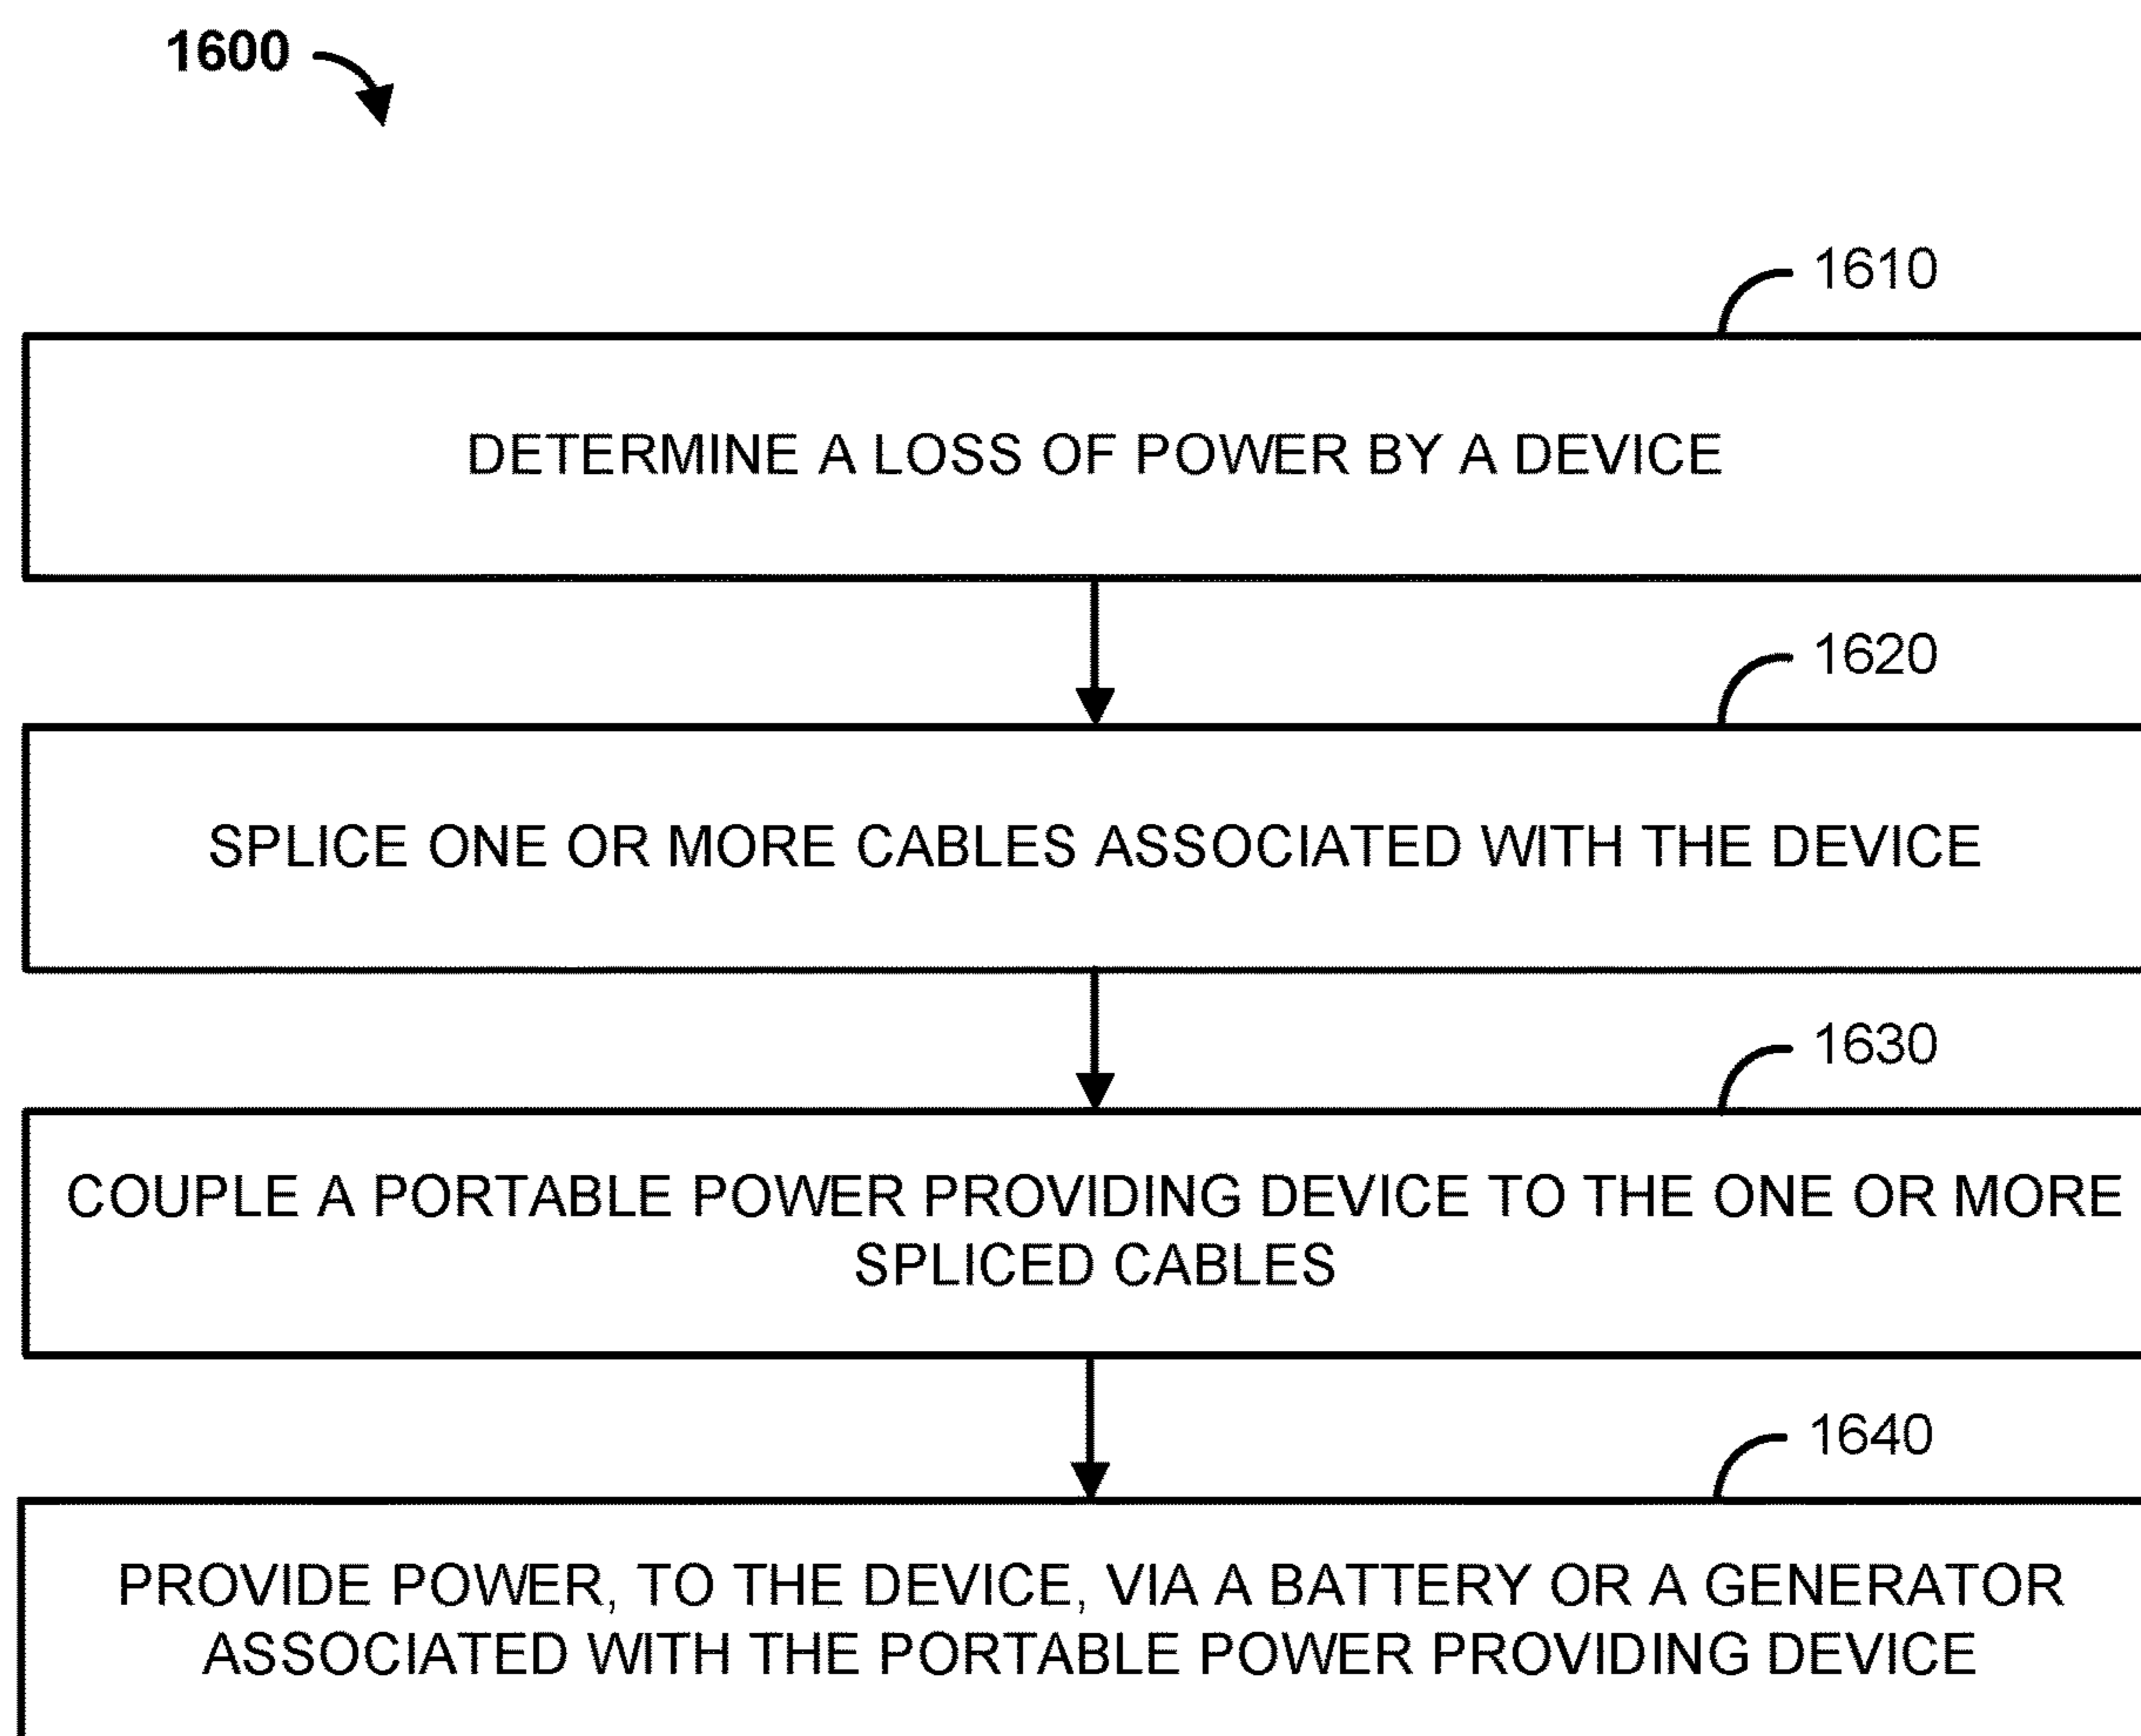 1600
1610
DETERMINE A LOSS OF POWER BY A DEVICE
1620
SPLICE ONE OR MORE CABLES ASSOCIATED WITH THE DEVICE
1630
COUPLE A PORTABLE POWER PROVIDING DEVICE TO THE ONE OR MORE
SPLICED CABLES
1640
PROVIDE POWER, TO THE DEVICE, VIA A BATTERY OR A GENERATOR
ASSOCIATED WITH THE PORTABLE POWER PROVIDING DEVICE